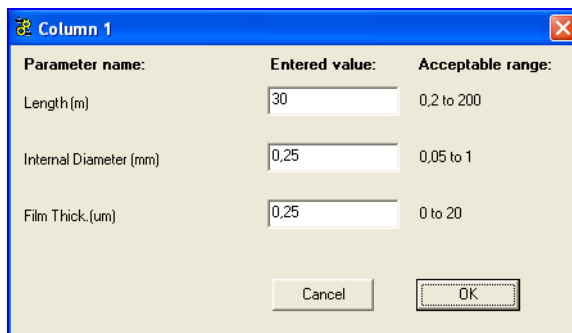 Column 1
Parameter name: Entered value: Acceptable range:
Length (m) 30 0,2 to 200
Internal Diameter (mm) 0,25 0,05 to 1
Film Thick.(um) 0,25 0 to 20
Cancel OK